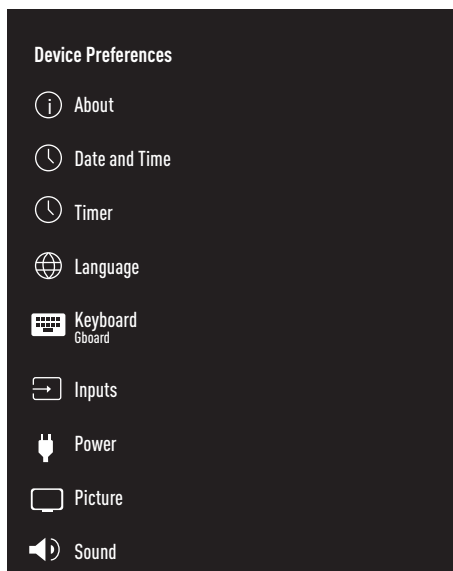 Device Preferences
About
Date and Time
Timer
Language
Keyboard
Gboard
Inputs
Power
Picture
Sound